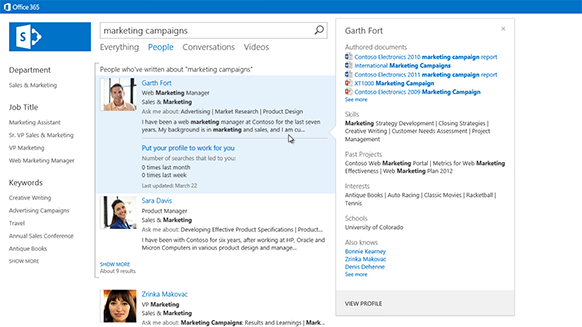 Office 365
S
marketing campaigns
Everything People Conversations Videos
Department
Sales & Marketing
Job Title
Marketing Assistant
Sr. VP Sales & Marketing
VP Marketing
Web Marketing Manager
Keywords
Creative Writing
Advertising Campaigns
Travel
Annual Sales Conference
Antique Books
SHOW MORE
People who've written about "marketing campaigns"
Garth Fort
Web Marketing Manager
Sales & Marketing
Ask me about: Advertising | Market Research | Product Design
I have been a web marketing manager at Contoso for the last seven
years. My background is in marketing and sales, and I am cu...
Put your profile to work for you
Number of searches that led to you:
0 times last month
0 times last week
Last updated: March 22
Sara Davis
Product Manager
Sales & Marketing
Ask me about: Developing Effective Product Specifications | Product...
I have been with Contoso for six years, after working at HP, Oracle and
Micron Computers in various product design and manage...
SHOW MORE
About 9 results
Zrinka Makovac
VP Marketing
Sales & Marketing
Ask me about: Marketing Campaigns: Results and Learnings | Mark...
Garth Fort
Authored documents
Contoso Electronics 2010 marketing campaign report
International Marketing Campaigns
Contoso Electronics 2011 marketing campaign report
XT1000 Marketing Campaign
Contoso Electronics 2009 Marketing Campaign
See more
Skills
Marketing Strategy Development | Closing Strategies |
Creative Writing | Customer Needs Assessment | Project
Management
Past Projects
Contoso Web Marketing Portal | Metrics for Web Marketing
Effectiveness | Web Marketing Plan 2012
Interests
Antique Books | Auto Racing | Classic Movies | Racketball |
Tennis
Schools
University of Colorado
Also knows
Bonnie Kearney
Zrinka Makovac
Denis Dehenne
See more
VIEW PROFILE